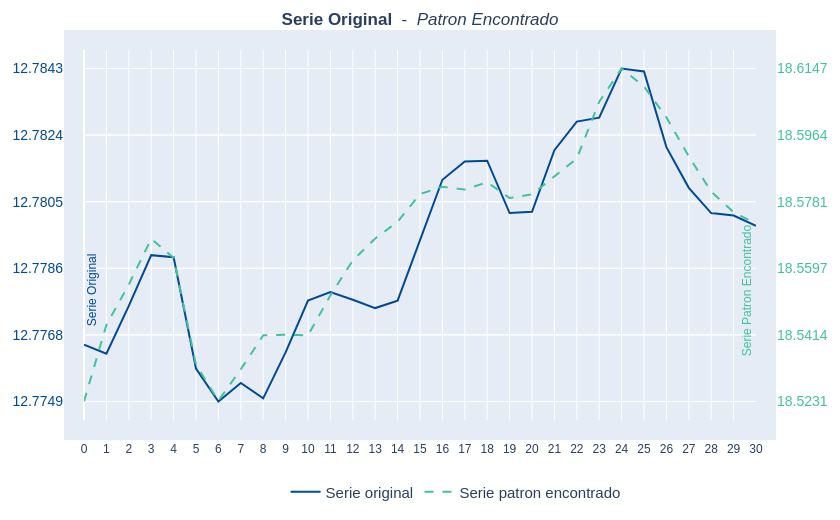 Serie Original - Patron Encontrado
12.7843
12.7824
12.7805
12.7786
12.7768
12.7749
Serie Original
18.6147
18.5964
18.5781
18.5597
18.5414
18.5231
Serie Patron Encontrado
0 1 2 3 4 5 6 7 8 9 10 11 12 13 14 15 16 17 18 19 20 21 22 23 24 25 26 27 28 29 30
Serie original Serie patron encontrado